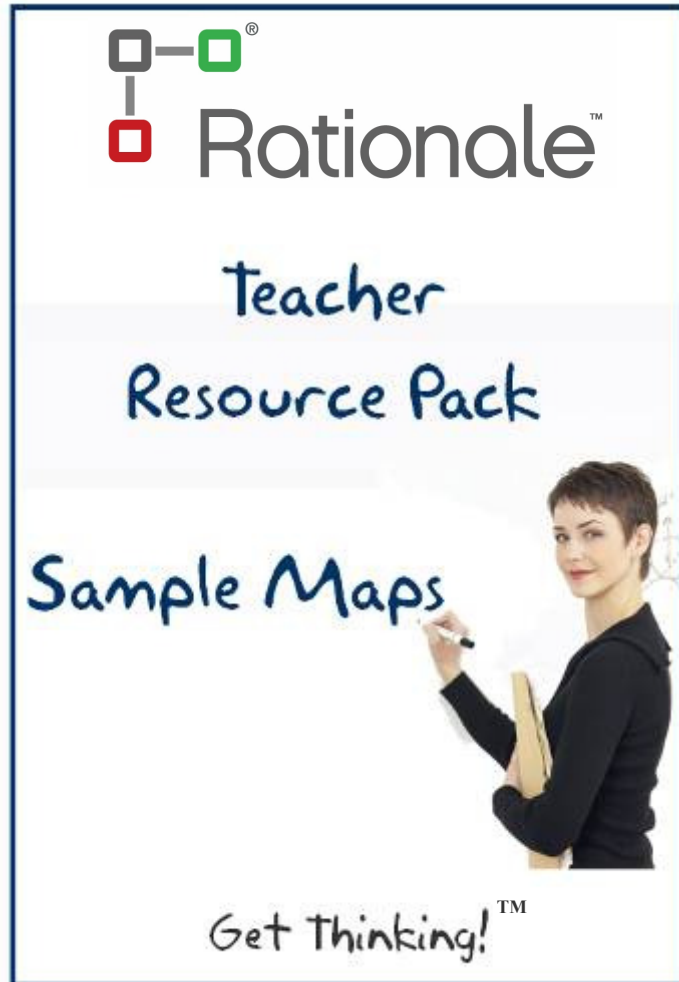 ®
Rationale™
Teacher
Resource Pack
Sample Maps
Get Thinking!™